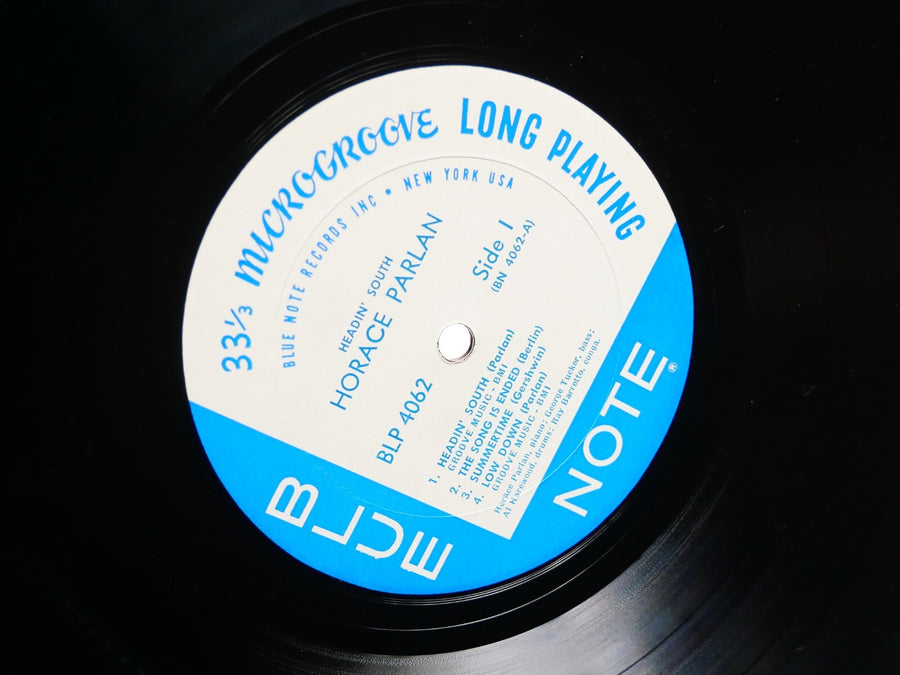 33⅓ MICROGROOVE LONG PLAYING
BLUE NOTE RECORDS INC • NEW YORK USA
HEADIN' SOUTH
HORACE PARLAN
BLP 4062
Side 1
(BN 4062-A)
1. HEADIN' SOUTH (Parlan)
GROOVE MUSIC - BMI
2. THE SONG IS ENDED (Berlin)
3. SUMMERTIME (Gershwin)
4. LOW DOWN (Parlan)
GROOVE MUSIC - BMI
Horace Parlan, piano; George Tucker, bass;
Al Harewood, drums; Ray Barretto, conga.
BLUE
NOTE®